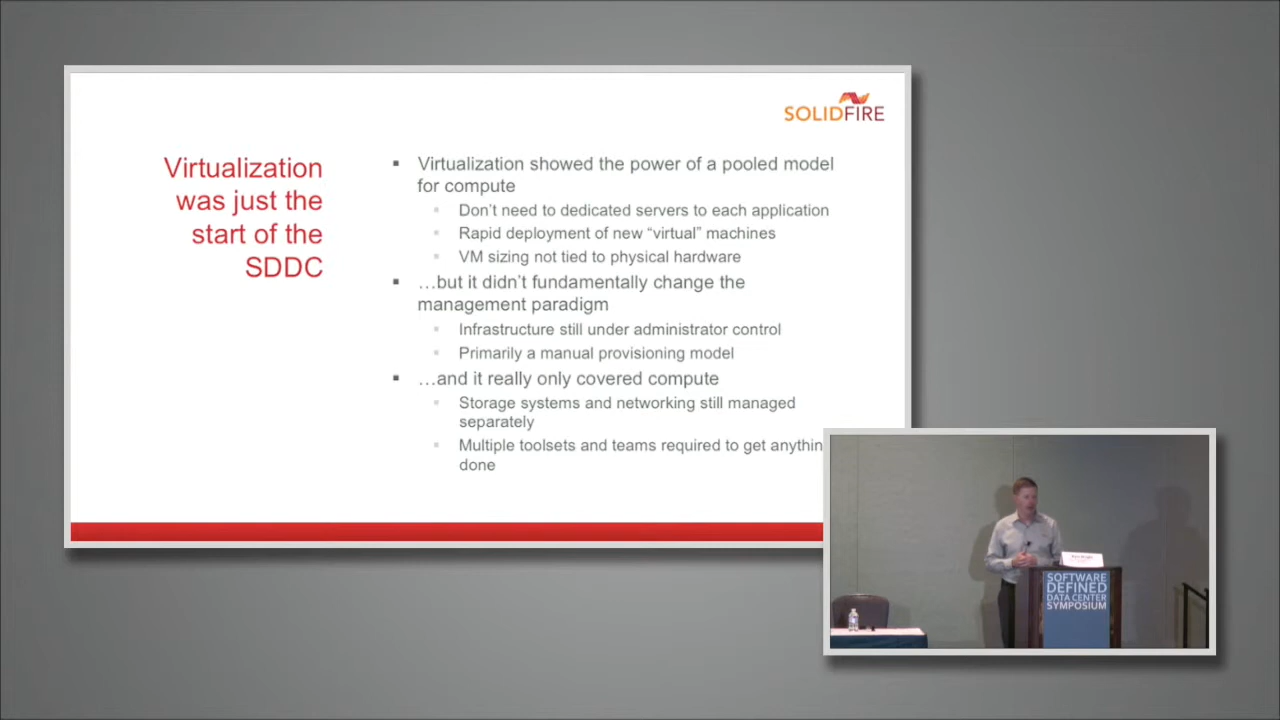 SOLIDFIRE
Virtualization
was just the
start of the
SDDC
Virtualization showed the power of a pooled model
for compute
Don't need to dedicated servers to each application
Rapid deployment of new “virtual” machines
VM sizing not tied to physical hardware
…but it didn't fundamentally change the
management paradigm
Infrastructure still under administrator control
Primarily a manual provisioning model
…and it really only covered compute
Storage systems and networking still managed
separately
Multiple toolsets and teams required to get anythin
done
SOFTWARE
DEFINED
DATA CENTER
SYMPOSIUM